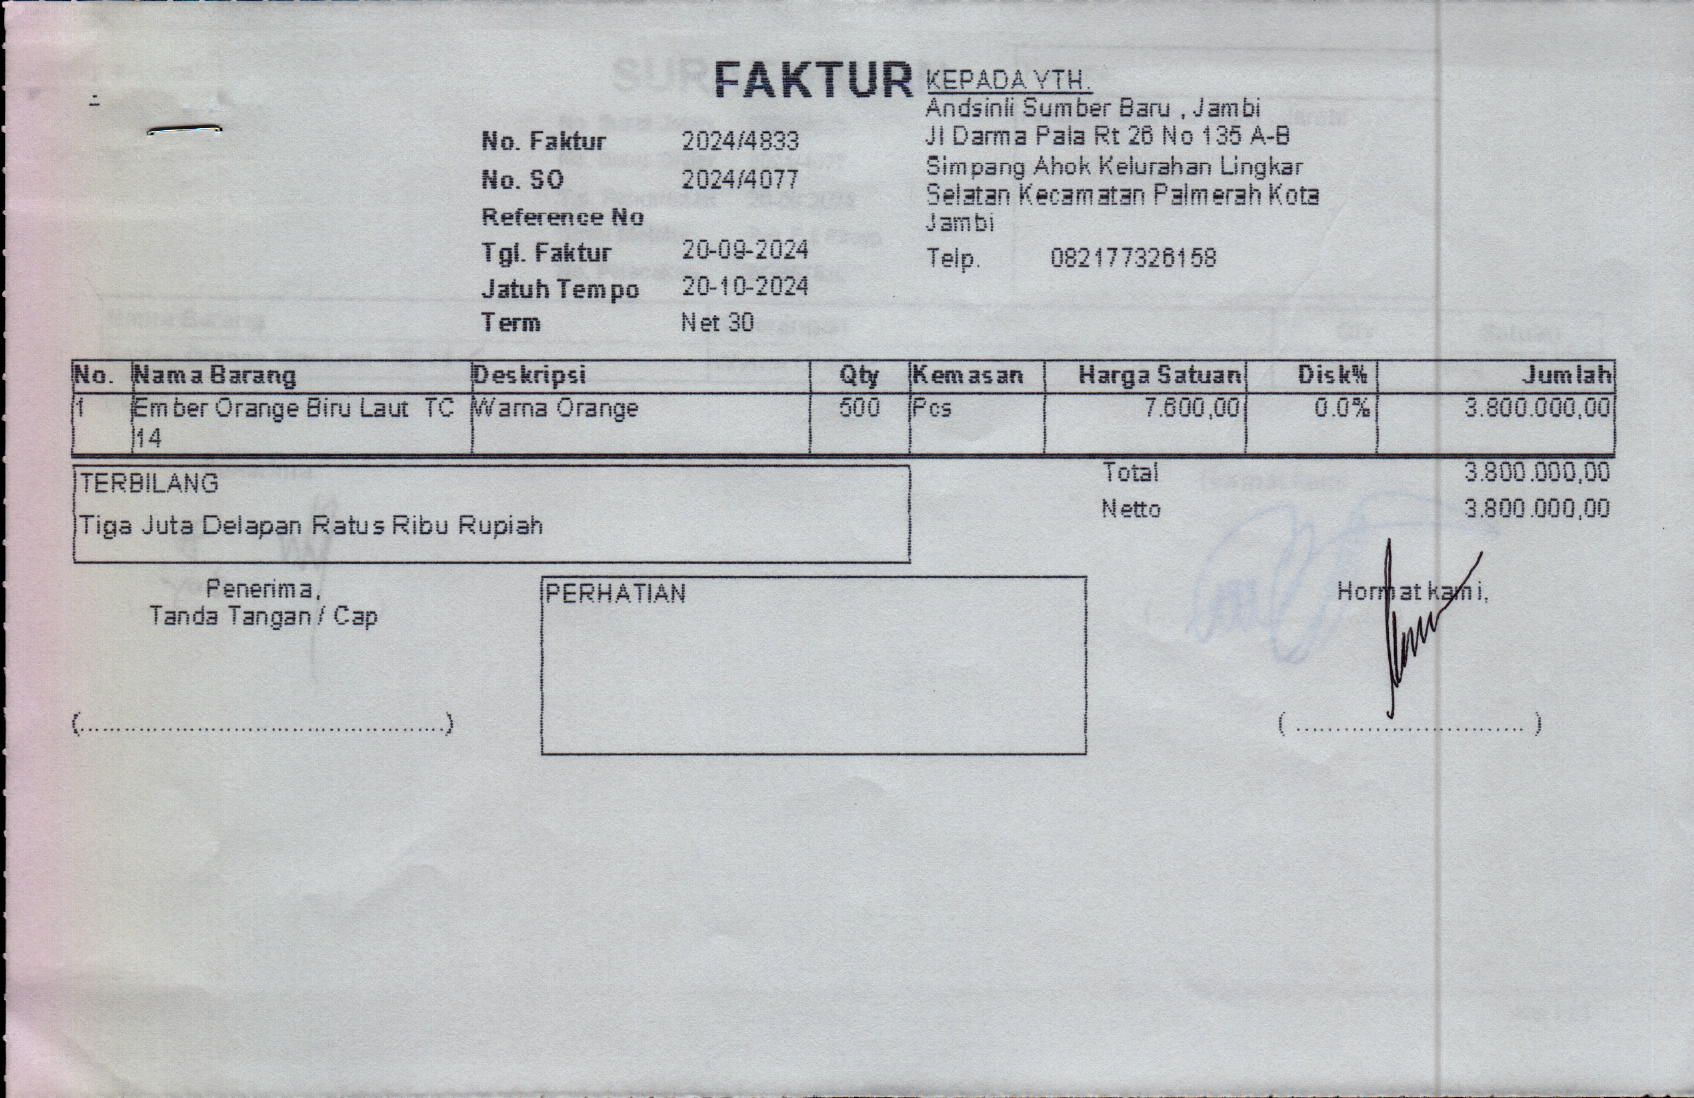 FAKTUR
No. Faktur 2024/4833
No. SO 2024/4077
Reference No
Tgl. Faktur 20-09-2024
Jatuh Tempo 20-10-2024
Term Net 30
KEPADA YTH.
Andsinli Sumber Baru , Jambi
Jl Darma Pala Rt 26 No 135 A-B
Simpang Ahok Kelurahan Lingkar
Selatan Kecamatan Palmerah Kota
Jambi
Telp. 082177326158
No. Nama Barang Deskripsi Qty Kemasan Harga Satuan Disk% Jumlah
1 Ember Orange Biru Laut TC Warna Orange 500 Pcs 7.600,00 0.0% 3.800.000,00
14
Total 3.800.000,00
Netto 3.800.000,00
TERBILANG
Tiga Juta Delapan Ratus Ribu Rupiah
Penerima,
Tanda Tangan / Cap
(................................................)
PERHATIAN
Hormat kami,
( ............................. )